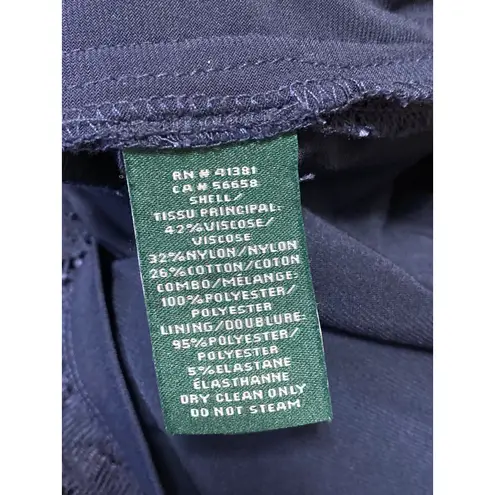 RN # 41381
CA # 56658
SHELL/
TISSU PRINCIPAL:
42%VISCOSE/
VISCOSE
32%NYLON/NYLON
26%COTTON/COTON
COMBO/MÉLANGE:
100%POLYESTER/
POLYESTER
LINING/DOUBLURE:
95%POLYESTER/
POLYESTER
5%ELASTANE
ÉLASTHANNE
DRY CLEAN ONLY
DO NOT STEAM